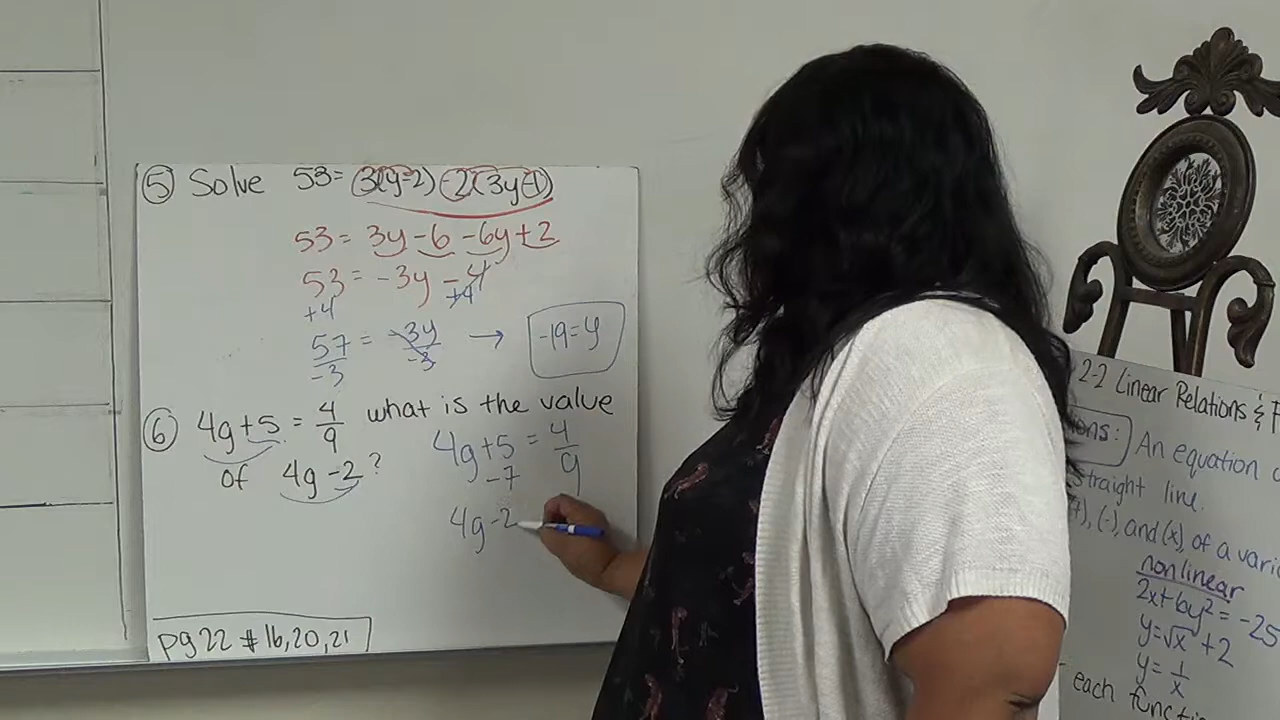 ⑤ Solve 53 = (3(y-2)) -2(3y-1)
53 = 3y - 6 - 6y + 2
53 = -3y - 4
+4 +4
57 = -3y → -19 = y
-3 -3
⑥ 4g + 5 = 4/9 what is the value
of 4g - 2?
4g + 5 = 4/9
-7
4g - 2
pg 22 # 16, 20, 21
2-2 Linear Relations &
An equation
straight line.
(-), and (x), of a
nonlinear
2x + 6y² = -25
y = √x + 2
y = 1/x
each